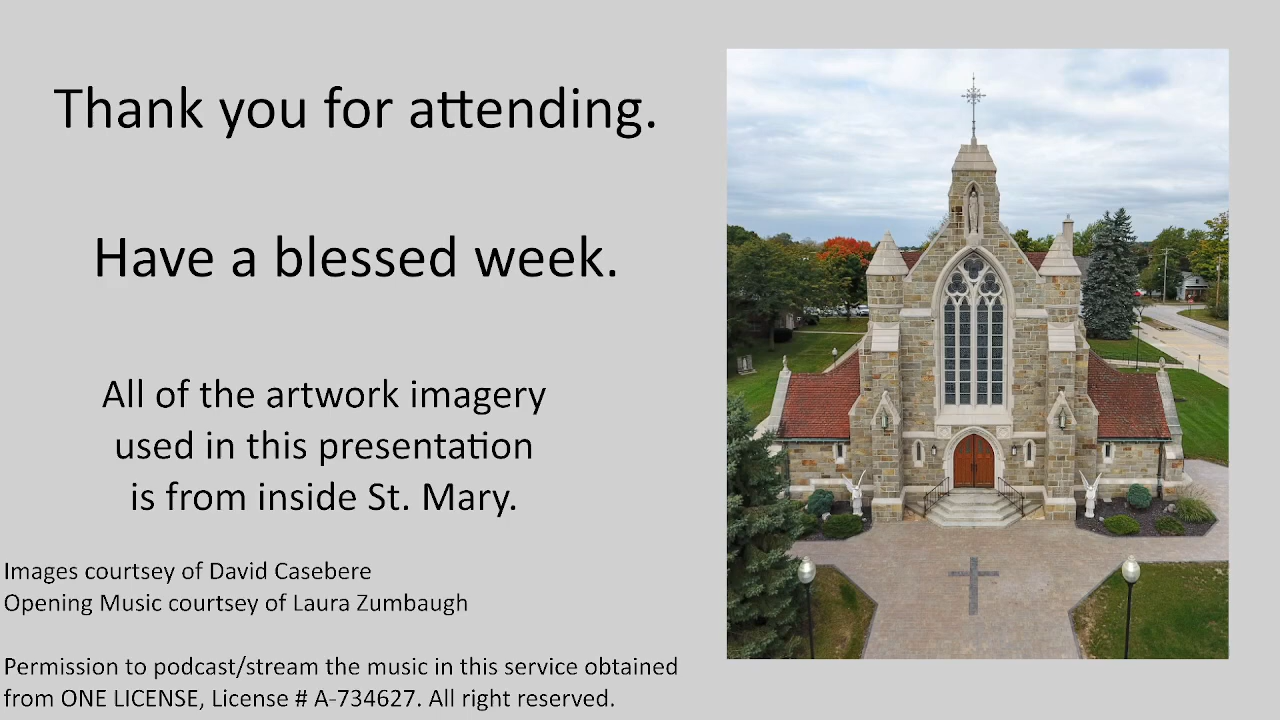 Thank you for attending.
Have a blessed week.
All of the artwork imagery
used in this presentation
is from inside St. Mary.
Images courtsey of David Casebere
Opening Music courtsey of Laura Zumbaugh
Permission to podcast/stream the music in this service obtained
from ONE LICENSE, License # A-734627. All right reserved.